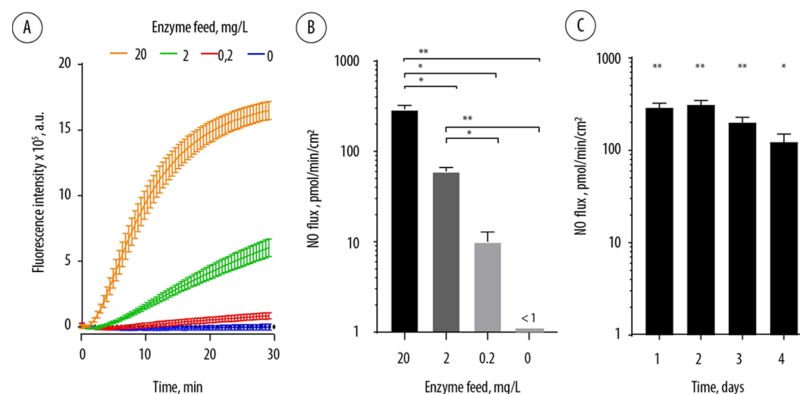 A
Enzyme feed, mg/L
20 2 0,2 0
Fluorescence intensity x 10⁵, a.u.
20
15
10
5
0
0 10 20 30
Time, min
B
NO flux , pmol/min/cm²
1000
100
10
1
**
*
*
**
*
<1
20 2 0.2 0
Enzyme feed, mg/L
C
NO flux , pmol/min/cm²
1000
100
10
1
** ** ** *
1 2 3 4
Time, days